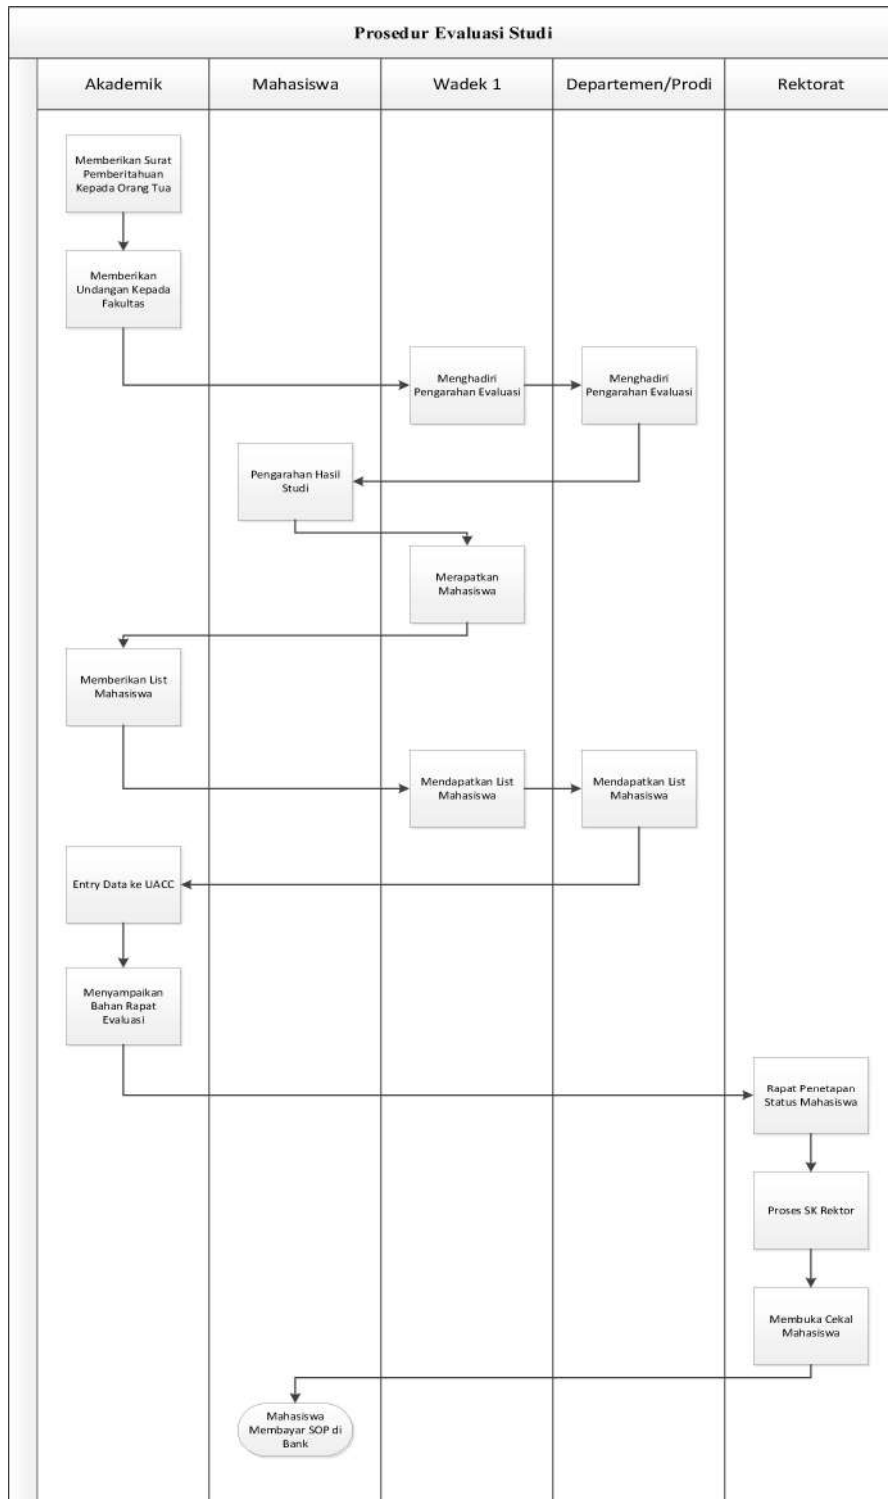 Prosedur Evaluasi Studi
Akademik
Mahasiswa
Wadek 1
Departemen/Prodi
Rektorat
Memberikan Surat
Pemberitahuan
Kepada Orang Tua
Memberikan
Undangan Kepada
Fakultas
Menghadiri
Pengarahan Evaluasi
Menghadiri
Pengarahan Evaluasi
Pengarahan Hasil
Studi
Merapatkan
Mahasiswa
Memberikan List
Mahasiswa
Mendapatkan List
Mahasiswa
Mendapatkan List
Mahasiswa
Entry Data ke UACC
Menyampaikan
Bahan Rapat
Evaluasi
Rapat Penetapan
Status Mahasiswa
Proses SK Rektor
Membuka Cekal
Mahasiswa
Mahasiswa
Membayar SOP di
Bank